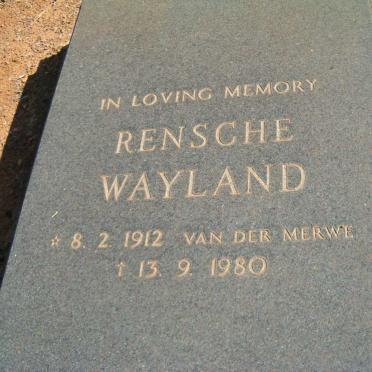 IN LOVING MEMORY
RENSCHE
WAYLAND
☆ 8. 2. 1912 VAN DER MERWE
† 13. 9. 1980